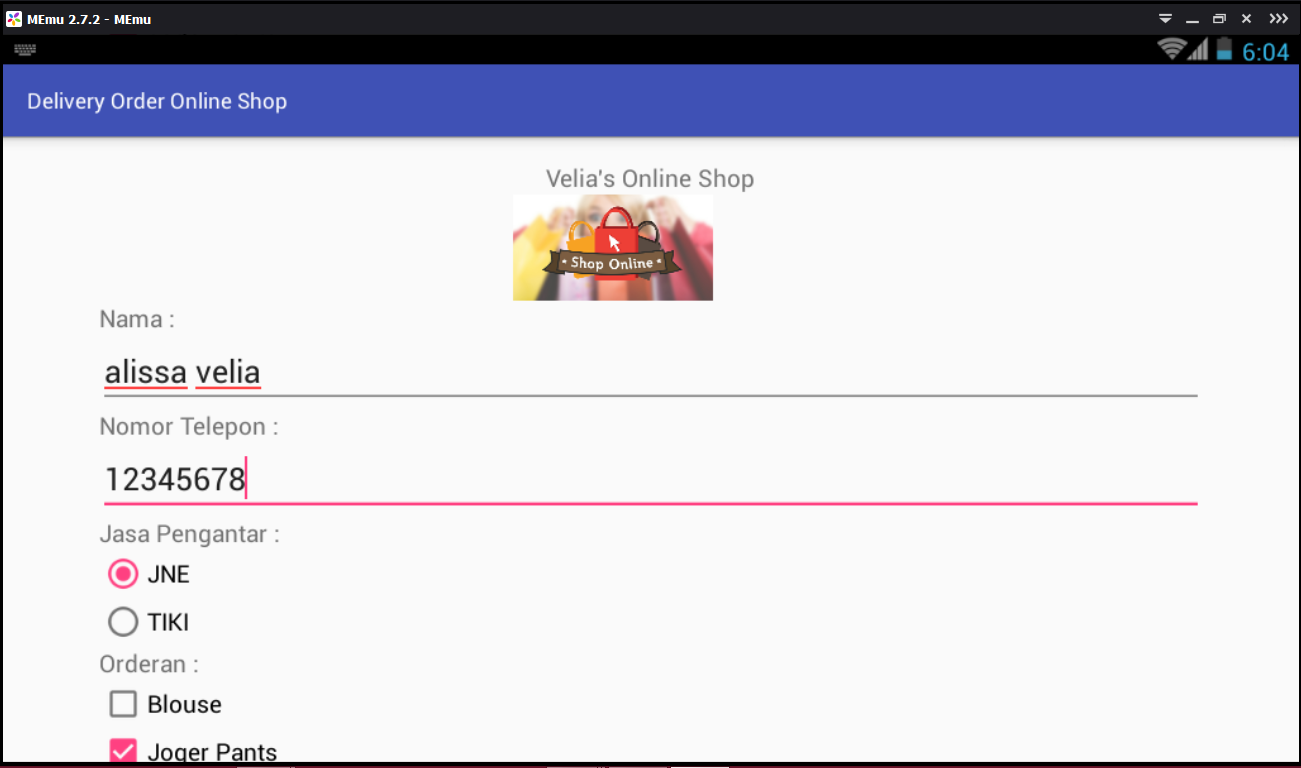 MEmu 2.7.2 - MEmu
6:04
Delivery Order Online Shop
Velia's Online Shop
• Shop Online •
Nama :
alissa velia
Nomor Telepon :
12345678
Jasa Pengantar :
JNE
TIKI
Orderan :
Blouse
Joger Pants